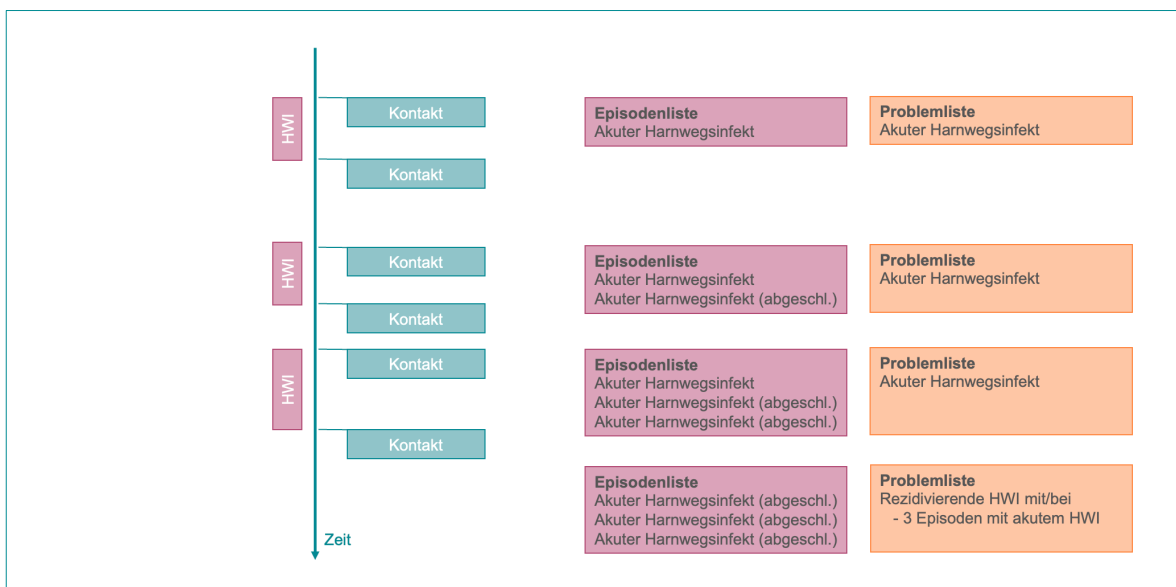 HWI
Kontakt
Episodenliste
Akuter Harnwegsinfekt
Problemliste
Akuter Harnwegsinfekt
Kontakt
HWI
Kontakt
Episodenliste
Akuter Harnwegsinfekt
Akuter Harnwegsinfekt (abgeschl.)
Problemliste
Akuter Harnwegsinfekt
Kontakt
HWI
Kontakt
Episodenliste
Akuter Harnwegsinfekt
Akuter Harnwegsinfekt (abgeschl.)
Akuter Harnwegsinfekt (abgeschl.)
Problemliste
Akuter Harnwegsinfekt
Kontakt
Episodenliste
Akuter Harnwegsinfekt (abgeschl.)
Akuter Harnwegsinfekt (abgeschl.)
Akuter Harnwegsinfekt (abgeschl.)
Problemliste
Rezidivierende HWI mit/bei
- 3 Episoden mit akutem HWI
Zeit